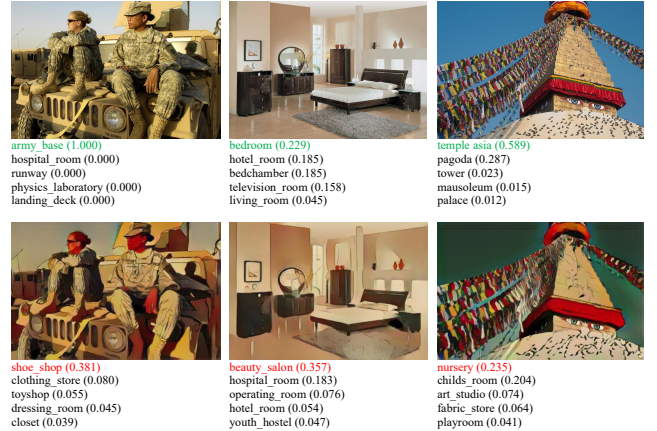 army_base (1.000)
hospital_room (0.000)
runway (0.000)
physics_laboratory (0.000)
landing_deck (0.000)
bedroom (0.229)
hotel_room (0.185)
bedchamber (0.185)
television_room (0.158)
living_room (0.045)
temple asia (0.589)
pagoda (0.287)
tower (0.023)
mausoleum (0.015)
palace (0.012)
shoe_shop (0.381)
clothing_store (0.080)
toyshop (0.055)
dressing_room (0.045)
closet (0.039)
beauty_salon (0.357)
hospital_room (0.183)
operating_room (0.076)
hotel_room (0.054)
youth_hostel (0.047)
nursery (0.235)
childs_room (0.204)
art_studio (0.074)
fabric_store (0.064)
playroom (0.041)